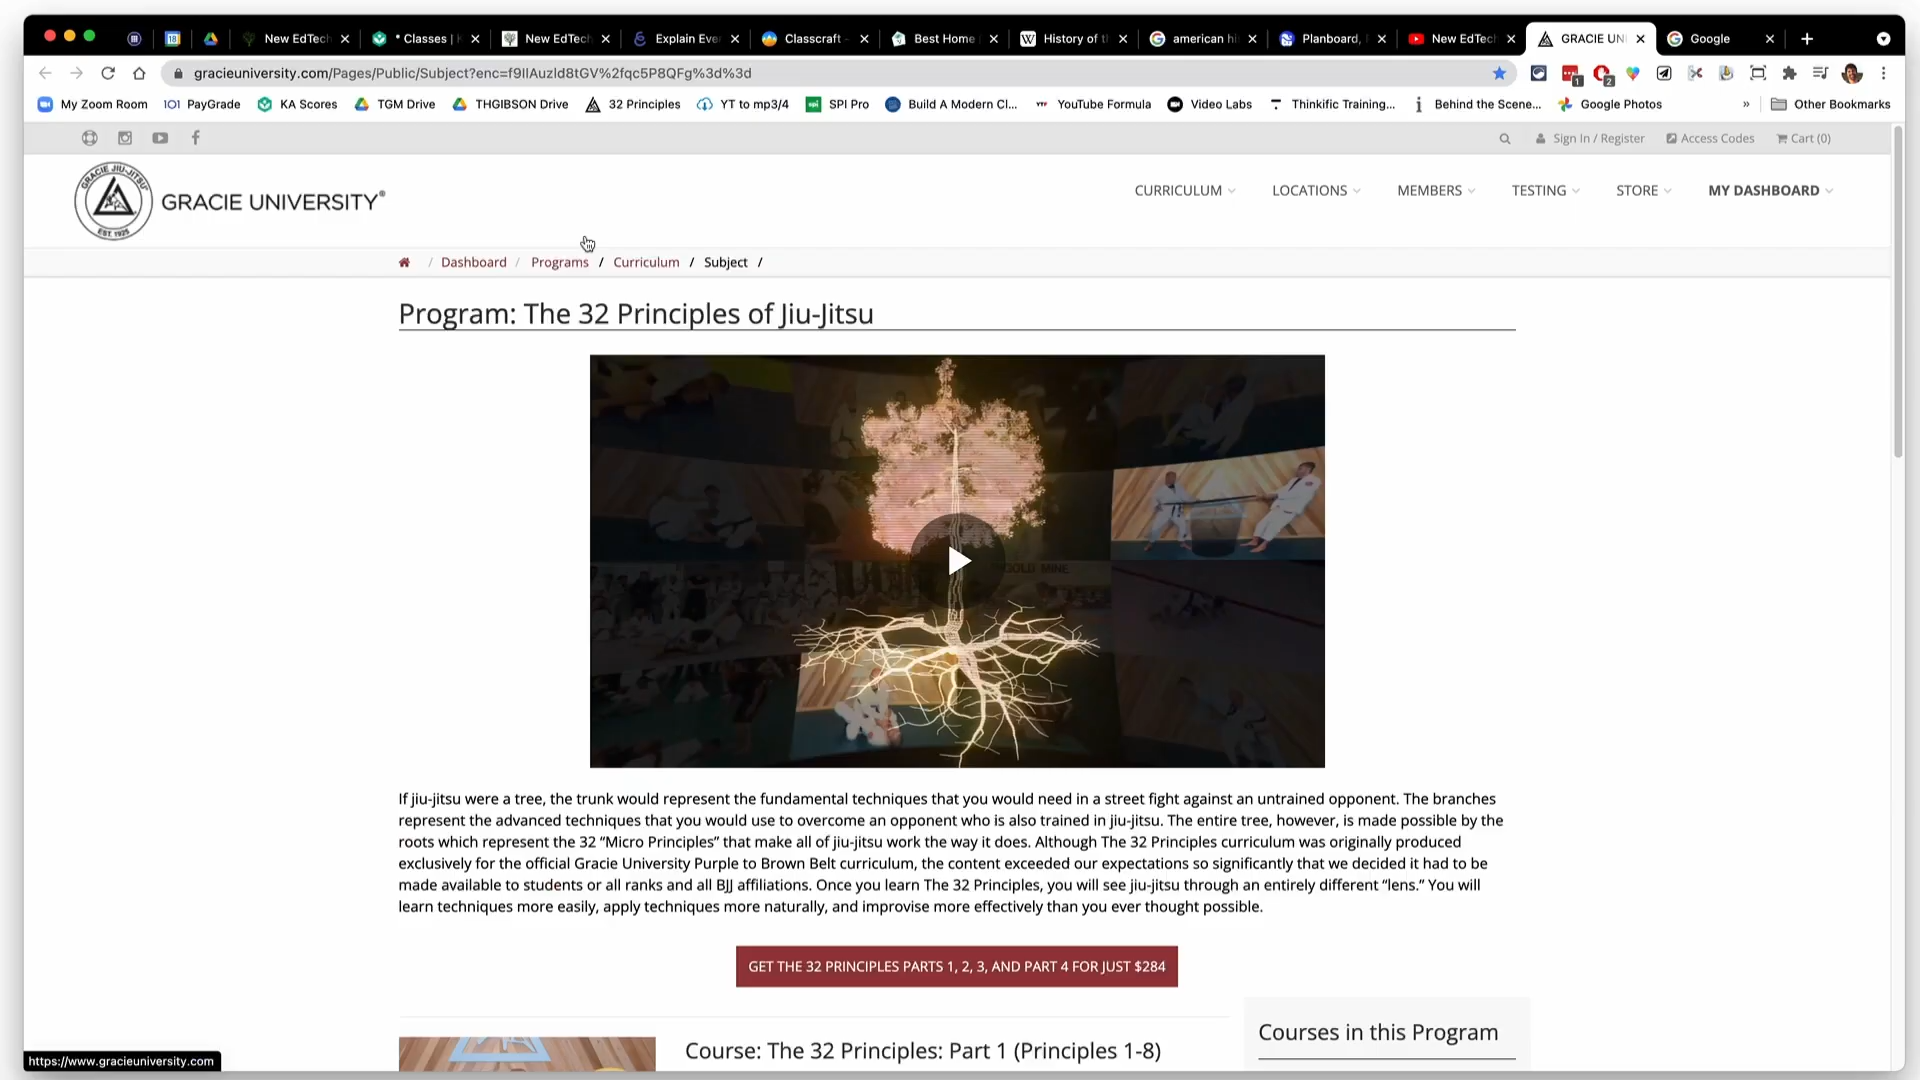 New EdTech
* Classes |
New EdTech
Explain Eve
Classcraft -
Best Home
History of t
american hi
Planboard,
New EdTec
GRACIE UN
Google
gracieuniversity.com/Pages/Public/Subject?enc=f9IIAuzld8tGV%2fqc5P8QFg%3d%3d
1
2
My Zoom Room
101 PayGrade
KA Scores
TGM Drive
THGIBSON Drive
32 Principles
YT to mp3/4
spi SPI Pro
Build A Modern Cl...
YouTube Formula
Video Labs
Thinkific Training...
Behind the Scene...
Google Photos
»
Other Bookmarks
Sign In / Register
Access Codes
Cart (0)
GRACIE JIU-JITSU
EST. 1925
GRACIE UNIVERSITY®
CURRICULUM
LOCATIONS
MEMBERS
TESTING
STORE
MY DASHBOARD
/ Dashboard / Programs / Curriculum / Subject /
Program: The 32 Principles of Jiu-Jitsu
GOLD MINE
If jiu-jitsu were a tree, the trunk would represent the fundamental techniques that you would need in a street fight against an untrained opponent. The branches
represent the advanced techniques that you would use to overcome an opponent who is also trained in jiu-jitsu. The entire tree, however, is made possible by the
roots which represent the 32 “Micro Principles” that make all of jiu-jitsu work the way it does. Although The 32 Principles curriculum was originally produced
exclusively for the official Gracie University Purple to Brown Belt curriculum, the content exceeded our expectations so significantly that we decided it had to be
made available to students or all ranks and all BJJ affiliations. Once you learn The 32 Principles, you will see jiu-jitsu through an entirely different “lens.” You will
learn techniques more easily, apply techniques more naturally, and improvise more effectively than you ever thought possible.
GET THE 32 PRINCIPLES PARTS 1, 2, 3, AND PART 4 FOR JUST $284
Courses in this Program
Course: The 32 Principles: Part 1 (Principles 1-8)
https://www.gracieuniversity.com